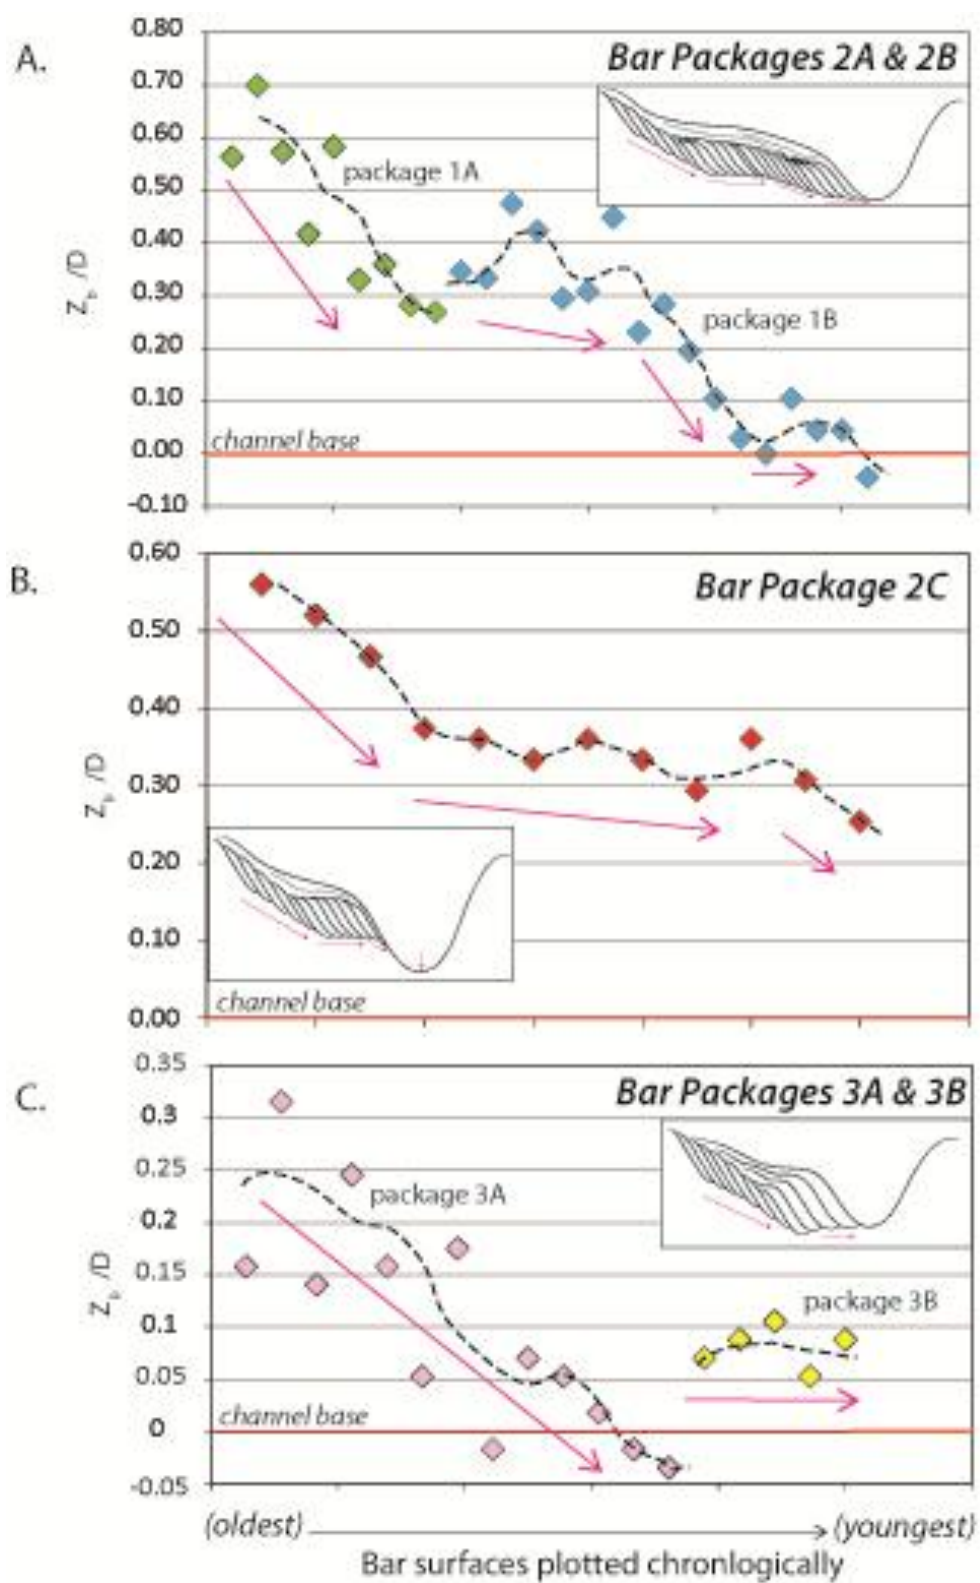 A.
Bar Packages 2A & 2B
0.80
0.70
0.60
0.50
0.40
0.30
0.20
0.10
0.00
-0.10
Z_b /D
package 1A
package 1B
channel base
B.
Bar Package 2C
0.60
0.50
0.40
0.30
0.20
0.10
0.00
Z_b /D
channel base
C.
Bar Packages 3A & 3B
0.35
0.3
0.25
0.2
0.15
0.1
0.05
0
-0.05
Z_b /D
package 3A
package 3B
channel base
(oldest) (youngest)
Bar surfaces plotted chronlogically